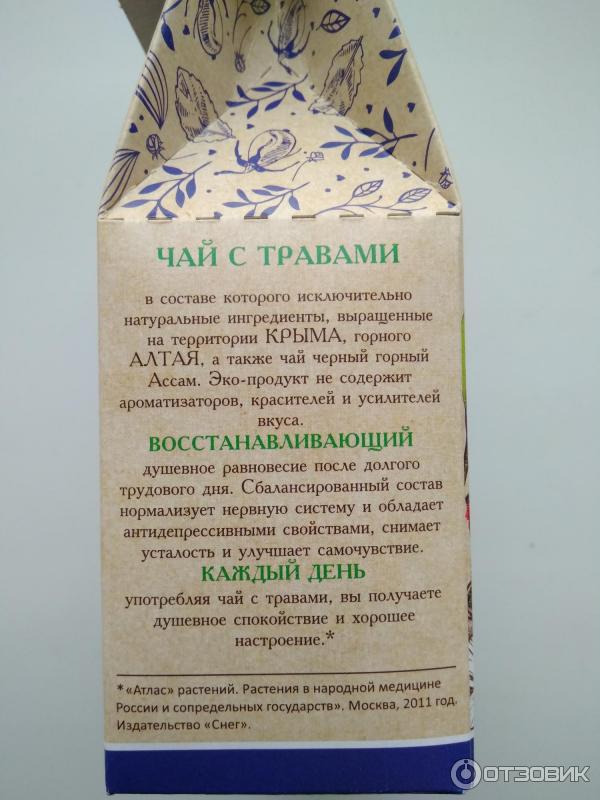 ЧАЙ С ТРАВАМИ
в составе которого исключительно
натуральные ингредиенты, выращенные
на территории КРЫМА, горного
АЛТАЯ, а также чай черный горный
Ассам. Эко-продукт не содержит
ароматизаторов, красителей и усилителей
вкуса.
ВОССТАНАВЛИВАЮЩИЙ
душевное равновесие после долгого
трудового дня. Сбалансированный состав
нормализует нервную систему и обладает
антидепрессивными свойствами, снимает
усталость и улучшает самочувствие.
КАЖДЫЙ ДЕНЬ
употребляя чай с травами, вы получаете
душевное спокойствие и хорошее
настроение.*
*«Атлас» растений. Растения в народной медицине
России и сопредельных государств». Москва, 2011 год.
Издательство «Снег».
ОТЗОВИК